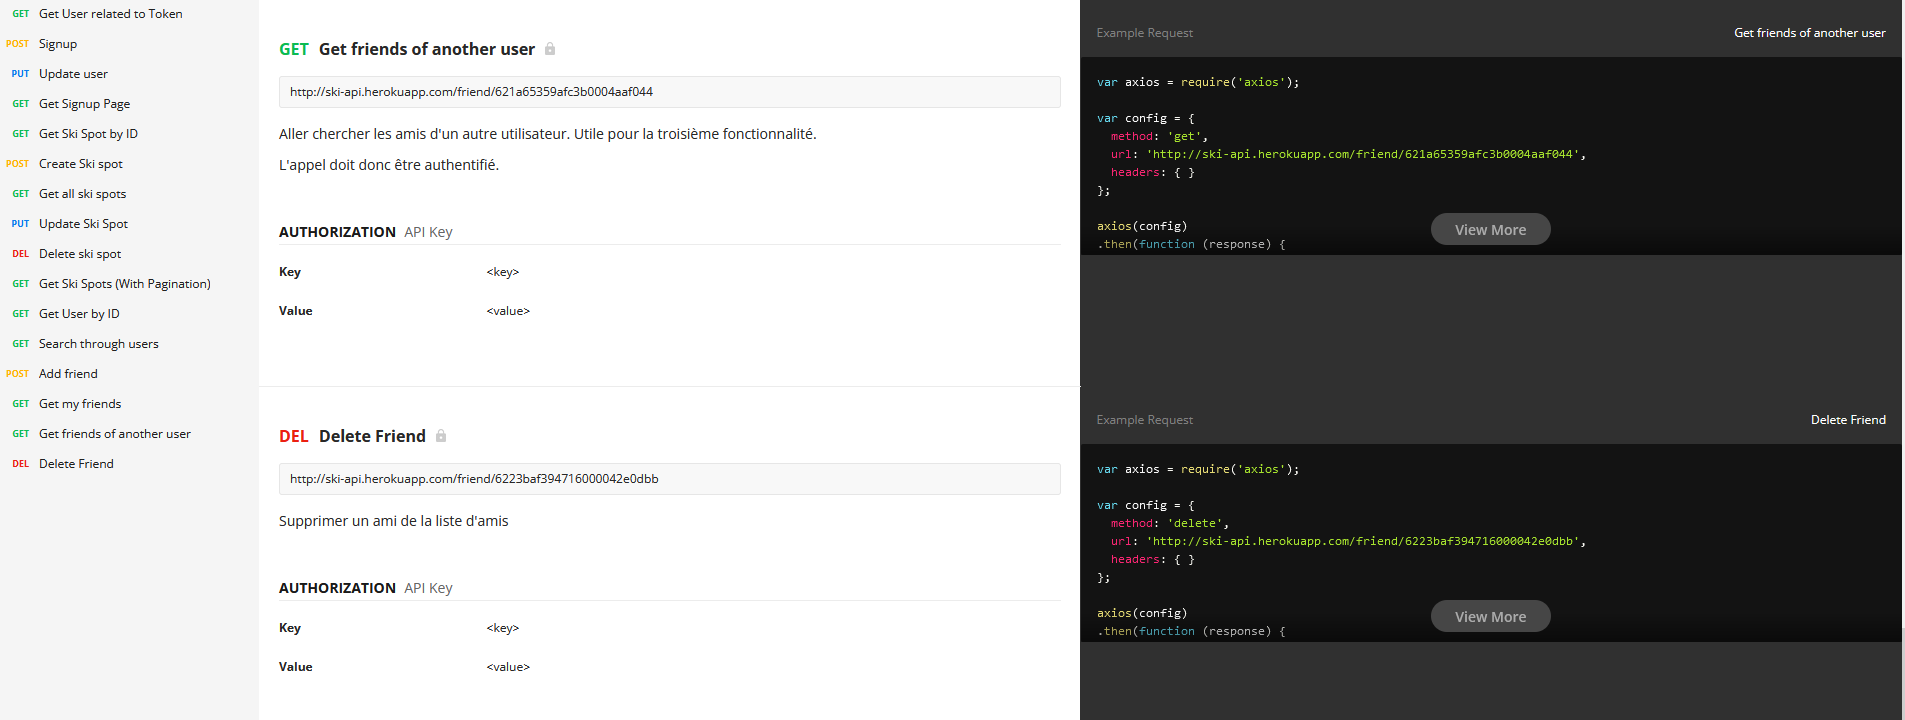 GET Get User related to Token
POST Signup
PUT Update user
GET Get Signup Page
GET Get Ski Spot by ID
POST Create Ski spot
GET Get all ski spots
PUT Update Ski Spot
DEL Delete ski spot
GET Get Ski Spots (With Pagination)
GET Get User by ID
GET Search through users
POST Add friend
GET Get my friends
GET Get friends of another user
DEL Delete Friend
GET Get friends of another user
http://ski-api.herokuapp.com/friend/621a65359afc3b0004aaf044
Aller chercher les amis d'un autre utilisateur. Utile pour la troisième fonctionnalité.
L'appel doit donc être authentifié.
AUTHORIZATION API Key
Key <key>
Value <value>
Example Request Get friends of another user
var axios = require('axios');
var config = {
method: 'get',
url: 'http://ski-api.herokuapp.com/friend/621a65359afc3b0004aaf044',
headers: { }
};
axios(config)
.then(function (response) {
View More
DEL Delete Friend
http://ski-api.herokuapp.com/friend/6223baf394716000042e0dbb
Supprimer un ami de la liste d'amis
AUTHORIZATION API Key
Key <key>
Value <value>
Example Request Delete Friend
var axios = require('axios');
var config = {
method: 'delete',
url: 'http://ski-api.herokuapp.com/friend/6223baf394716000042e0dbb',
headers: { }
};
axios(config)
.then(function (response) {
View More